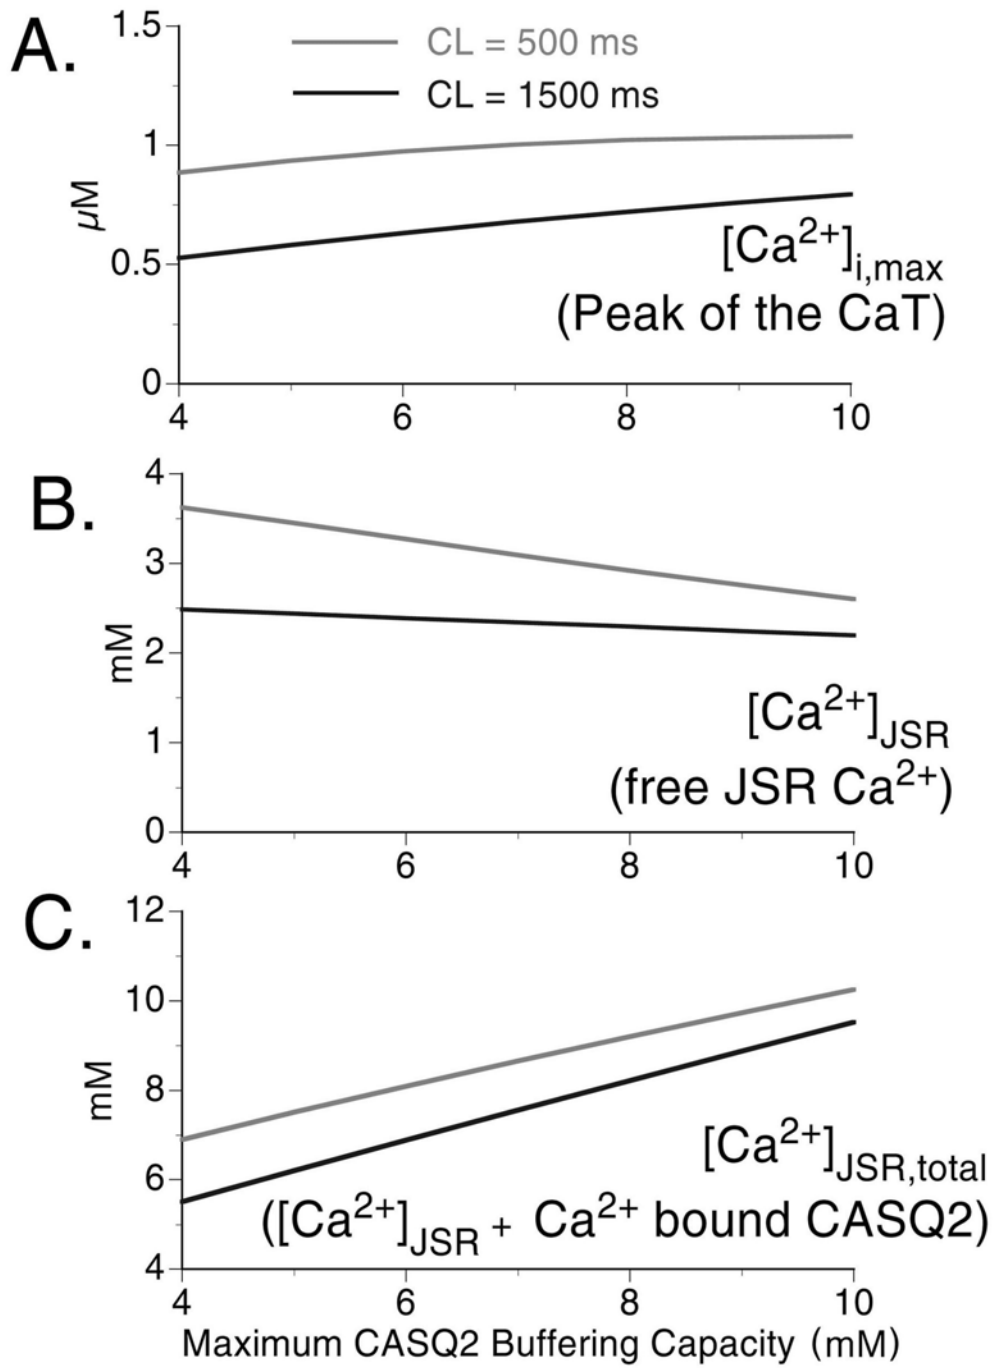 A.
1.5
CL = 500 ms
CL = 1500 ms
1
µM
0.5
[Ca2+]i,max
(Peak of the CaT)
0
4 6 8 10
B.
4
3
mM
2
[Ca2+]JSR
1
(free JSR Ca2+)
0
4 6 8 10
C.
12
10
mM
8
[Ca2+]JSR,total
6
([Ca2+]JSR + Ca2+ bound CASQ2)
4
4 6 8 10
Maximum CASQ2 Buffering Capacity (mM)